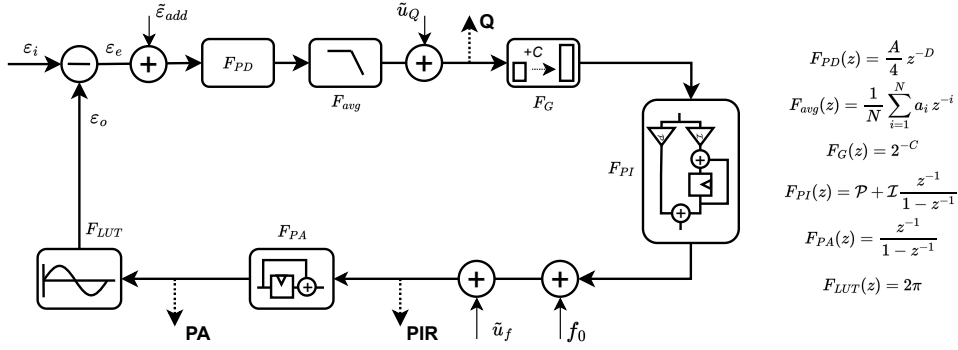 ε_i
ε_e
ε̃_add
F_PD
F_avg
ũ_Q
Q
+C
F_G
F_PD(z) = A/4 z^{-D}
F_avg(z) = 1/N ∑_{i=1}^{N} a_i z^{-i}
F_G(z) = 2^{-C}
F_PI(z) = 𝒫 + ℐ z^{-1}/(1 − z^{-1})
F_PA(z) = z^{-1}/(1 − z^{-1})
F_LUT(z) = 2π
ε_o
F_PI
𝒫
ℐ
F_LUT
F_PA
PA
PIR
ũ_f
f_0